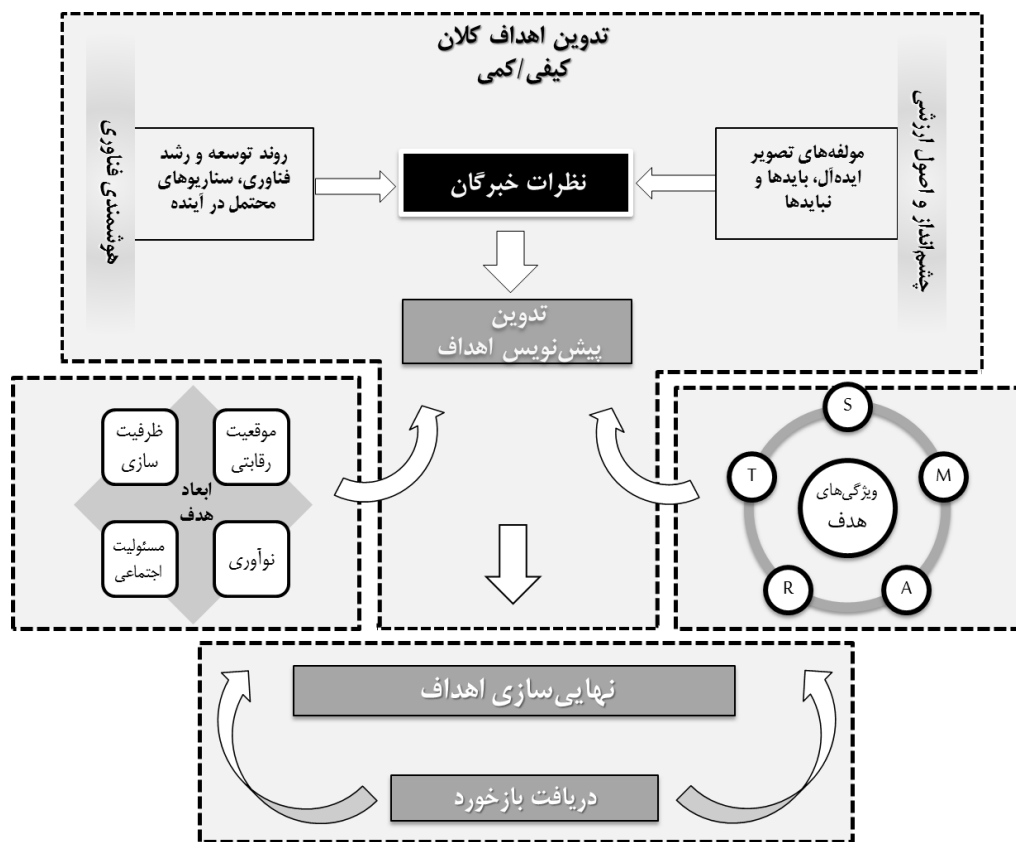 تدوین اهداف کلان
کیفی/کمی
چشم‌انداز و اصول ارزشی
مولفه‌های تصویر
ایده‌آل، بایدها و
نبایدها
نظرات خبرگان
روند توسعه و رشد
فناوری، سناریوهای
محتمل در آینده
هوشمندی فناوری
تدوین
پیش‌نویس اهداف
S
M
A
R
T
ویژگی‌های
هدف
موقعیت
رقابتی
ظرفیت
سازی
ابعاد
هدف
نوآوری
مسئولیت
اجتماعی
نهایی‌سازی اهداف
دریافت بازخورد